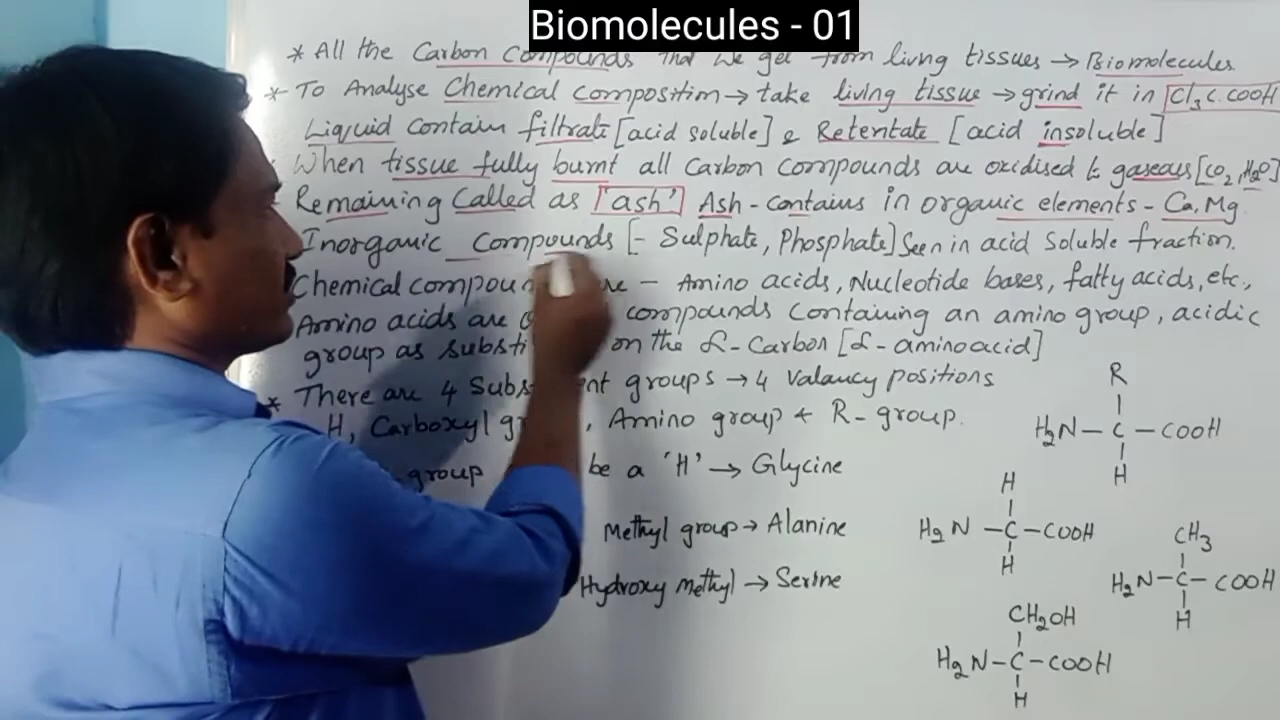 Biomolecules - 01
* All the Carbon Compounds that we get from living tissues → Biomolecules
* To Analyse Chemical composition → take living tissue → grind it in Cl3C.COOH
Liquid contain filtrate [acid soluble] & Retentate [acid insoluble]
When tissue fully burnt all Carbon compounds are oxidised to gaseous [CO2, H2O]
Remaining Called as 'ash' Ash - contains in organic elements - Ca, Mg.
Inorganic compounds [- Sulphate, Phosphate] Seen in acid Soluble fraction.
Chemical compoun - Amino acids, Nucleotide bases, fatty acids, etc.,
Amino acids are compounds Containing an amino group, acidic
group as substi on the α-Carbon [α-aminoacid]
* There are 4 Subs groups → 4 Valancy positions
H, Carboxyl gr , Amino group & R-group.
group be a 'H' → Glycine
Methyl group → Alanine
Hydroxy Methyl → Serine
R
H2N - C - COOH
H
H
H2N - C - COOH
H
CH3
H2N - C - COOH
H
CH2OH
H2N - C - COOH
H